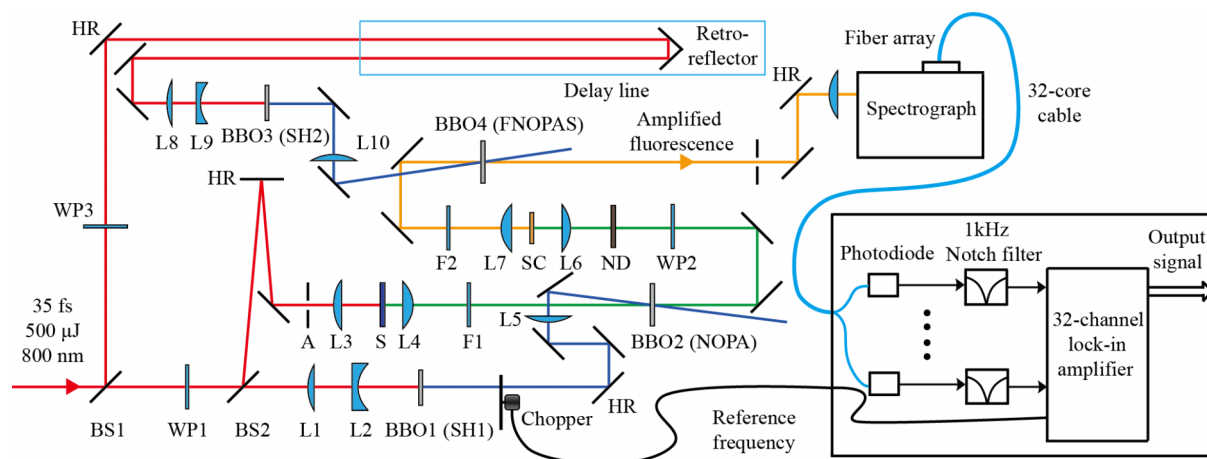 HR
Retro-
reflector
Delay line
Fiber array
HR
Spectrograph
32-core
cable
L8
L9
BBO3 (SH2)
L10
BBO4 (FNOPAS)
Amplified
fluorescence
HR
WP3
F2
L7
SC
L6
ND
WP2
35 fs
500 μJ
800 nm
A
L3
S
L4
F1
L5
BBO2 (NOPA)
BS1
WP1
BS2
L1
L2
BBO1 (SH1)
Chopper
HR
Reference
frequency
Photodiode
1kHz
Notch filter
Output
signal
32-channel
lock-in
amplifier